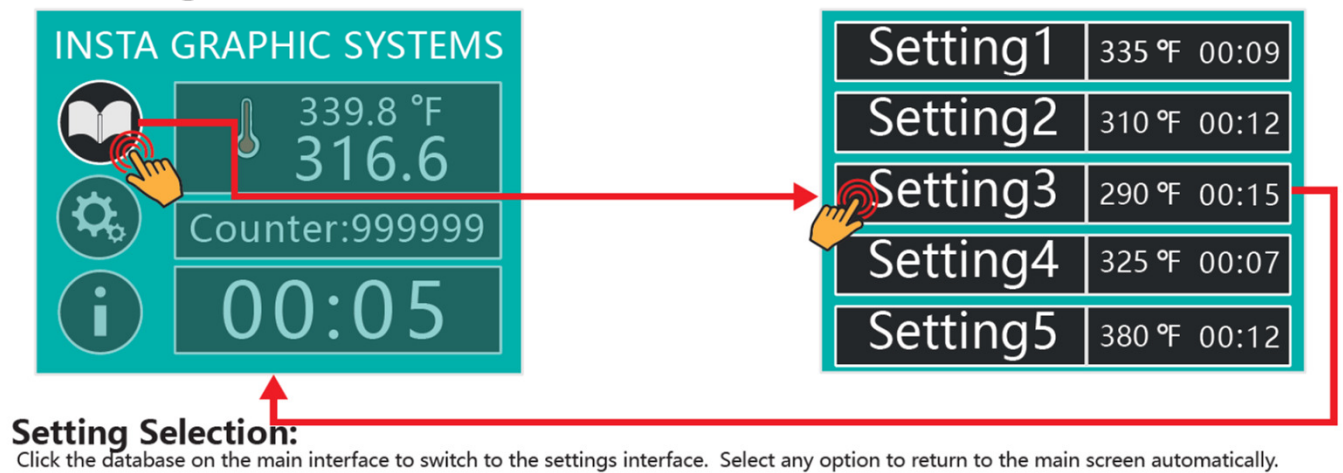 INSTA GRAPHIC SYSTEMS
339.8 °F
316.6
Counter:999999
00:05
Setting1 335 °F 00:09
Setting2 310 °F 00:12
Setting3 290 °F 00:15
Setting4 325 °F 00:07
Setting5 380 °F 00:12
Setting Selection:
Click the database on the main interface to switch to the settings interface. Select any option to return to the main screen automatically.